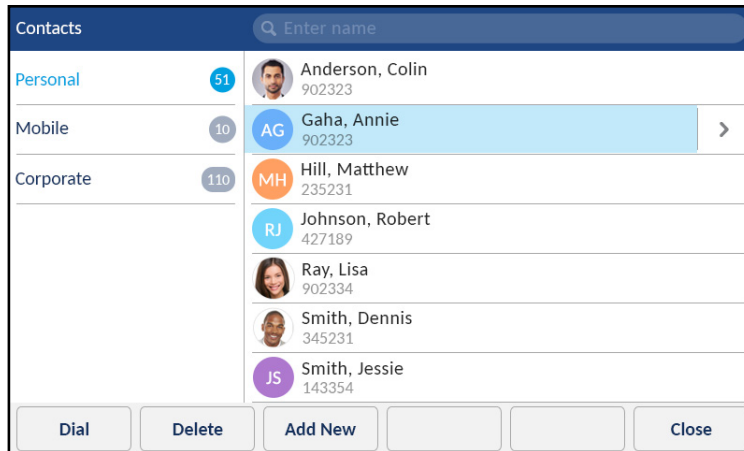 Contacts
Enter name
Personal 51
Mobile 10
Corporate 110
Anderson, Colin
902323
AG
Gaha, Annie
902323
MH
Hill, Matthew
235231
RJ
Johnson, Robert
427189
Ray, Lisa
902334
Smith, Dennis
345231
JS
Smith, Jessie
143354
Dial Delete Add New Close